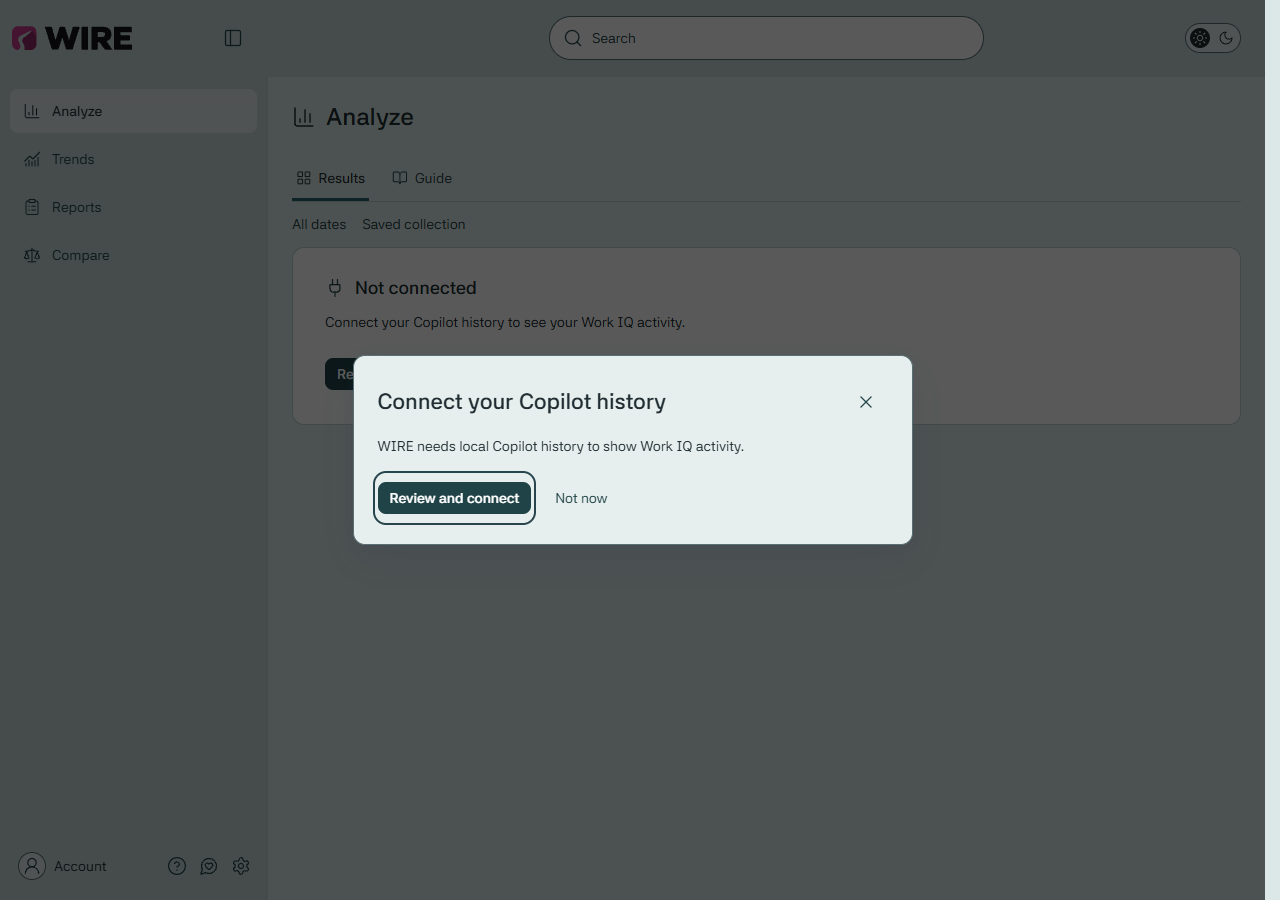 WIRE
Search
Analyze
Trends
Reports
Compare
Analyze
Results Guide
All dates Saved collection
Not connected
Connect your Copilot history to see your Work IQ activity.
Connect your Copilot history
WIRE needs local Copilot history to show Work IQ activity.
Review and connect Not now
Account